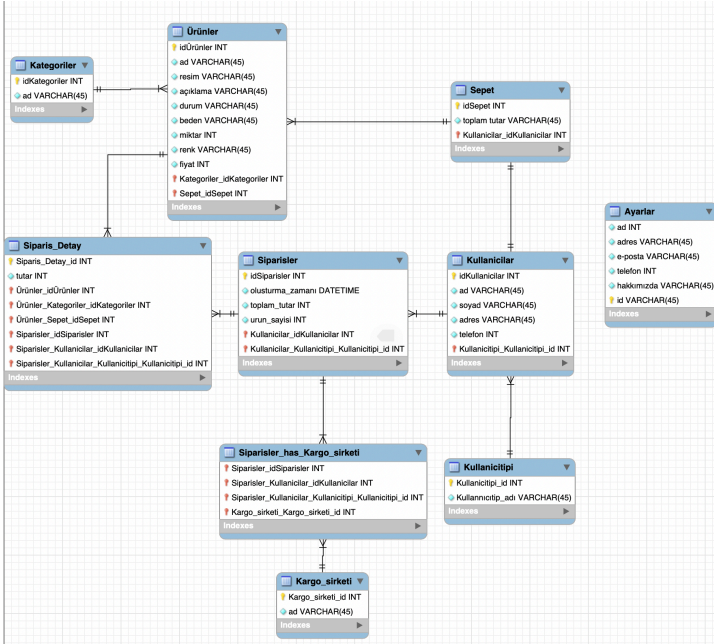 Ürünler
idÜrünler INT
ad VARCHAR(45)
resim VARCHAR(45)
açıklama VARCHAR(45)
durum VARCHAR(45)
beden VARCHAR(45)
miktar INT
renk VARCHAR(45)
fiyat INT
Kategoriler_idKategoriler INT
Sepet_idSepet INT
Indexes
Kategoriler
idKategoriler INT
ad VARCHAR(45)
Indexes
Sepet
idSepet INT
toplam tutar VARCHAR(45)
Kullanicilar_idKullanicilar INT
Indexes
Ayarlar
ad INT
adres VARCHAR(45)
e-posta VARCHAR(45)
telefon INT
hakkımızda VARCHAR(45)
id VARCHAR(45)
Indexes
Siparis_Detay
Siparis_Detay_id INT
tutar INT
Ürünler_idÜrünler INT
Ürünler_Kategoriler_idKategoriler INT
Ürünler_Sepet_idSepet INT
Siparisler_idSiparisler INT
Siparisler_Kullanicilar_idKullanicilar INT
Siparisler_Kullanicilar_Kullanicitipi_Kullanicitipi_id INT
Indexes
Siparisler
idSiparisler INT
olusturma_zamanı DATETIME
toplam_tutar INT
urun_sayisi INT
Kullanicilar_idKullanicilar INT
Kullanicilar_Kullanicitipi_Kullanicitipi_id INT
Indexes
Kullanicilar
idKullanicilar INT
ad VARCHAR(45)
soyad VARCHAR(45)
adres VARCHAR(45)
telefon INT
Kullanicitipi_Kullanicitipi_id INT
Indexes
Siparisler_has_Kargo_sirketi
Siparisler_idSiparisler INT
Siparisler_Kullanicilar_idKullanicilar INT
Siparisler_Kullanicilar_Kullanicitipi_Kullanicitipi_id INT
Kargo_sirketi_Kargo_sirketi_id INT
Indexes
Kullanicitipi
Kullanicitipi_id INT
Kullannıcıtip_adı VARCHAR(45)
Indexes
Kargo_sirketi
Kargo_sirketi_id INT
ad VARCHAR(45)
Indexes